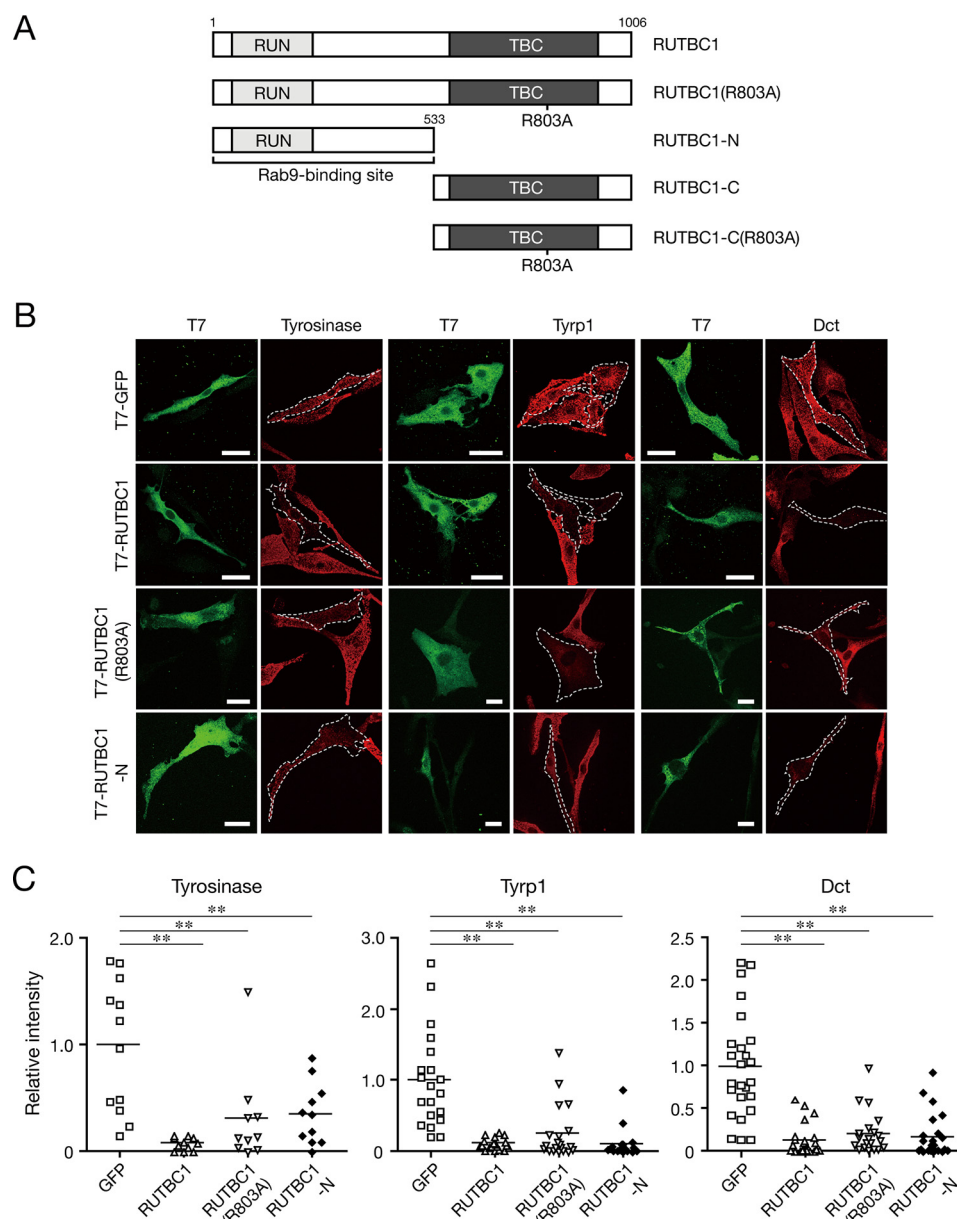 A
1 1006
RUN TBC RUTBC1
RUN TBC RUTBC1(R803A)
R803A
533
RUN RUTBC1-N
Rab9-binding site
TBC RUTBC1-C
TBC RUTBC1-C(R803A)
R803A
B
T7 Tyrosinase T7 Tyrp1 T7 Dct
T7-GFP
T7-RUTBC1
T7-RUTBC1
(R803A)
T7-RUTBC1
-N
C
Tyrosinase
**
**
**
Relative intensity
2.0
1.0
0
GFP
RUTBC1
RUTBC1
(R803A)
RUTBC1
-N
Tyrp1
**
**
**
3.0
2.0
1.0
0
GFP
RUTBC1
RUTBC1
(R803A)
RUTBC1
-N
Dct
**
**
**
2.5
2.0
1.5
1.0
0.5
0
GFP
RUTBC1
RUTBC1
(R803A)
RUTBC1
-N